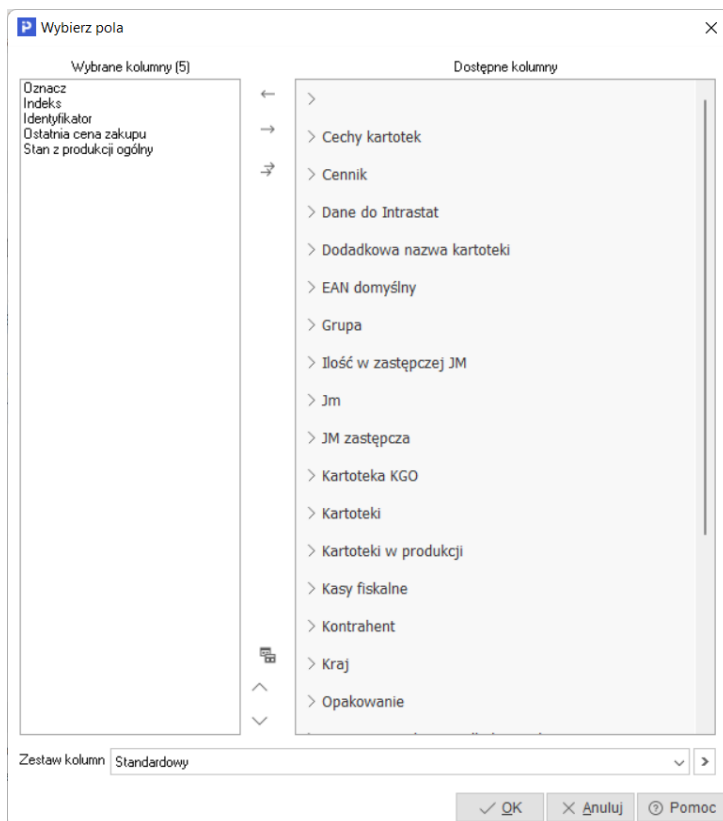 Wybierz pola
Wybrane kolumny (5)
Dostępne kolumny
Oznacz
Indeks
Identyfikator
Ostatnia cena zakupu
Stan z produkcji ogólny
Cechy kartotek
Cennik
Dane do Intrastat
Dodadkowa nazwa kartoteki
EAN domyślny
Grupa
Ilość w zastępczej JM
Jm
JM zastępcza
Kartoteka KGO
Kartoteki
Kartoteki w produkcji
Kasy fiskalne
Kontrahent
Kraj
Opakowanie
Zestaw kolumn Standardowy
OK Anuluj Pomoc